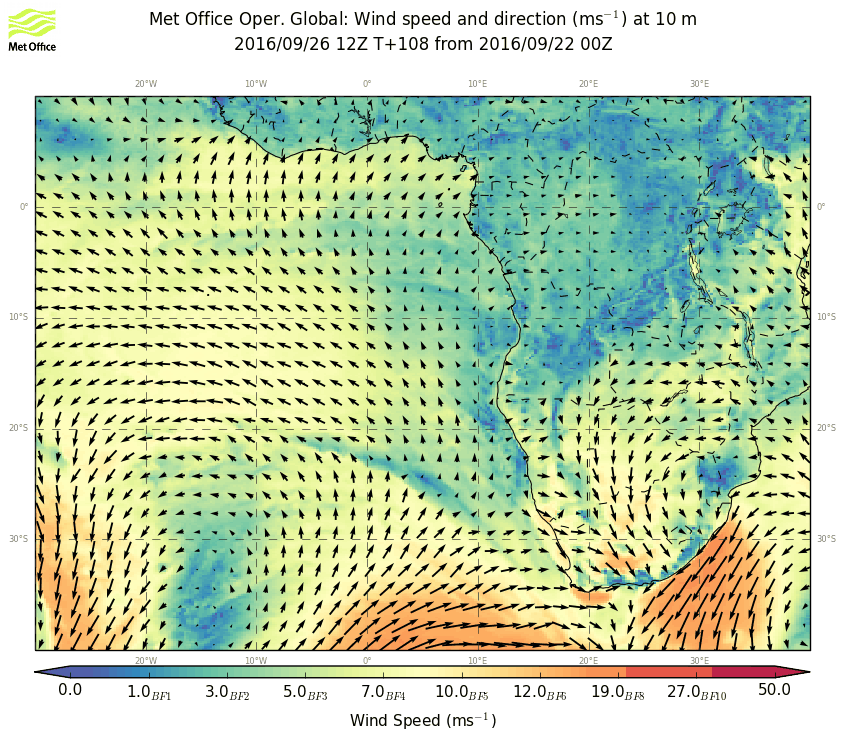 Met Office Oper. Global: Wind speed and direction (ms⁻¹) at 10 m
Met Office
2016/09/26 12Z T+108 from 2016/09/22 00Z
20°W 10°W 0° 10°E 20°E 30°E
0° 0°
10°S 10°S
20°S 20°S
30°S 30°S
20°W 10°W 0° 10°E 20°E 30°E
0.0 1.0BF1 3.0BF2 5.0BF3 7.0BF4 10.0BF5 12.0BF6 19.0BF8 27.0BF10 50.0
Wind Speed (ms⁻¹)